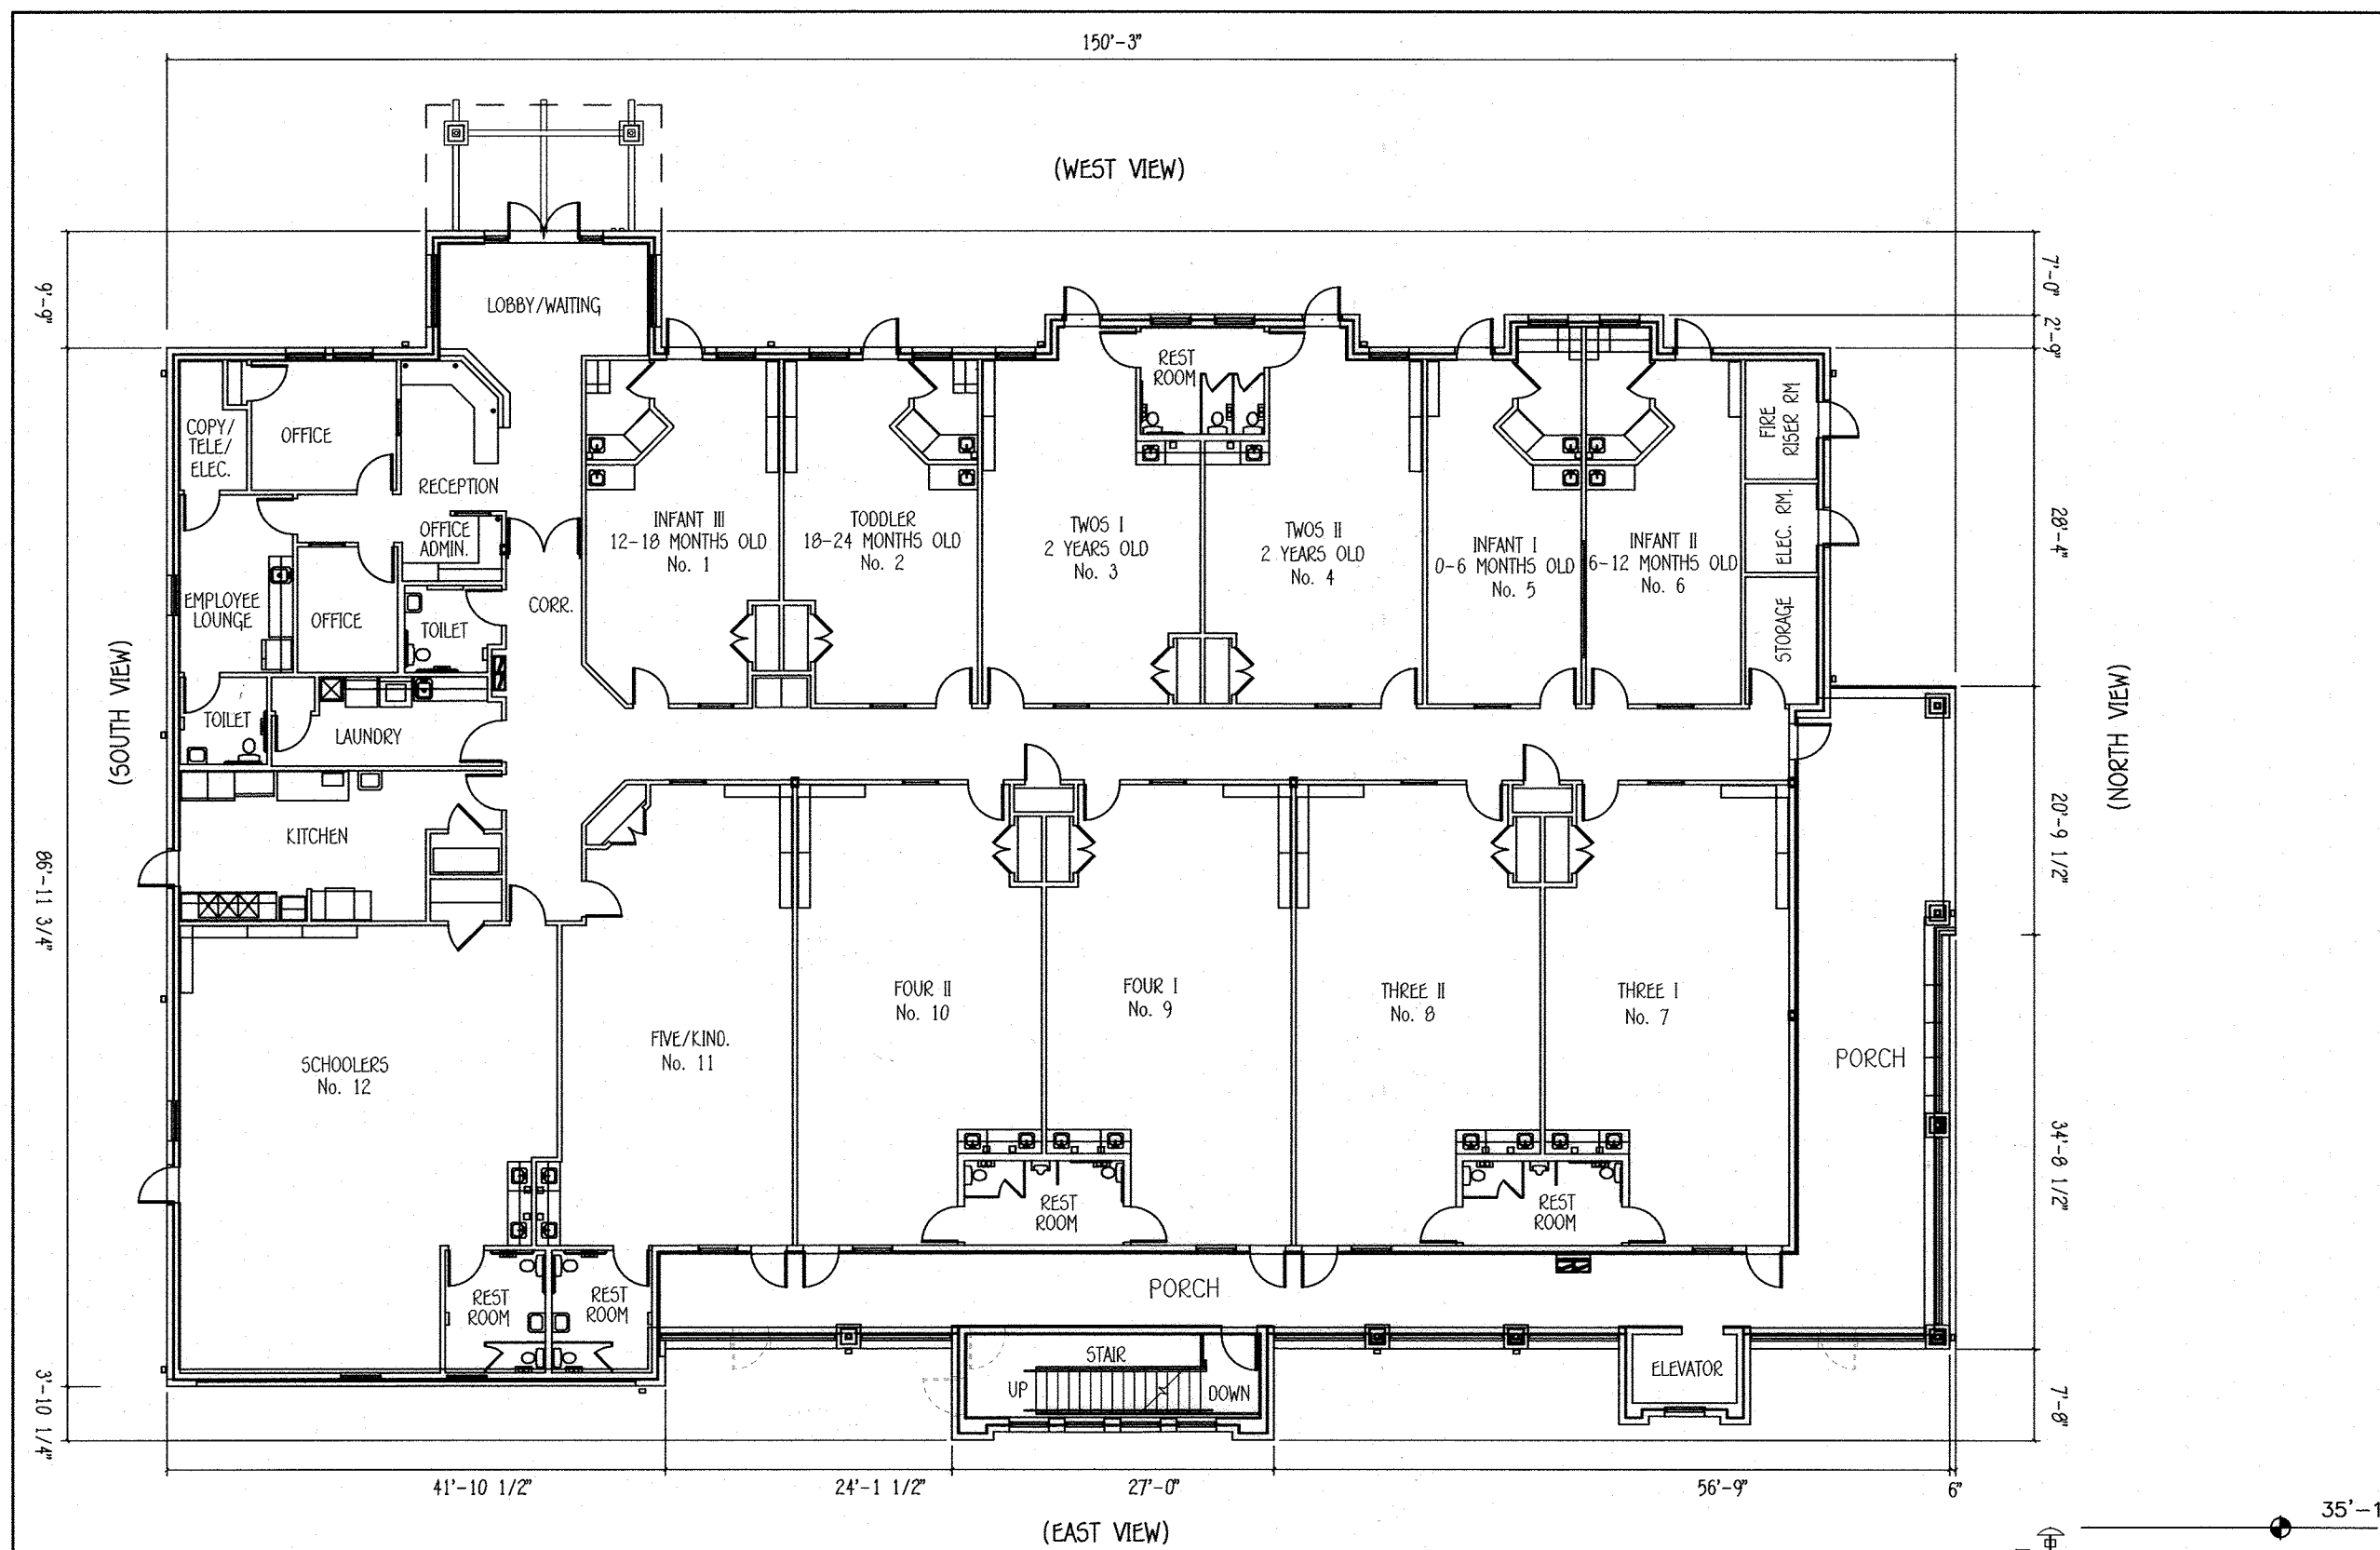 150'-3"
(WEST VIEW)
9'-9"
7'-0"
2'-9"
LOBBY/WAITING
REST
ROOM
COPY/
TELE/
ELEC.
OFFICE
RECEPTION
OFFICE
ADMIN.
FIRE
RISER RM
INFANT III
12-18 MONTHS OLD
No. 1
TODDLER
18-24 MONTHS OLD
No. 2
TWOS I
2 YEARS OLD
No. 3
TWOS II
2 YEARS OLD
No. 4
INFANT I
0-6 MONTHS OLD
No. 5
INFANT II
6-12 MONTHS OLD
No. 6
ELEC. RM.
28'-4"
EMPLOYEE
LOUNGE
OFFICE
TOILET
CORR.
STORAGE
(SOUTH VIEW)
(NORTH VIEW)
TOILET
LAUNDRY
KITCHEN
86'-11 3/4"
20'-9 1/2"
SCHOOLERS
No. 12
FIVE/KIND.
No. 11
FOUR II
No. 10
FOUR I
No. 9
THREE II
No. 8
THREE I
No. 7
PORCH
34'-8 1/2"
REST
ROOM
REST
ROOM
REST
ROOM
REST
ROOM
PORCH
STAIR
UP
DOWN
ELEVATOR
3'-10 1/4"
7'-8"
41'-10 1/2"
24'-1 1/2"
27'-0"
56'-9"
6"
(EAST VIEW)
35'-1